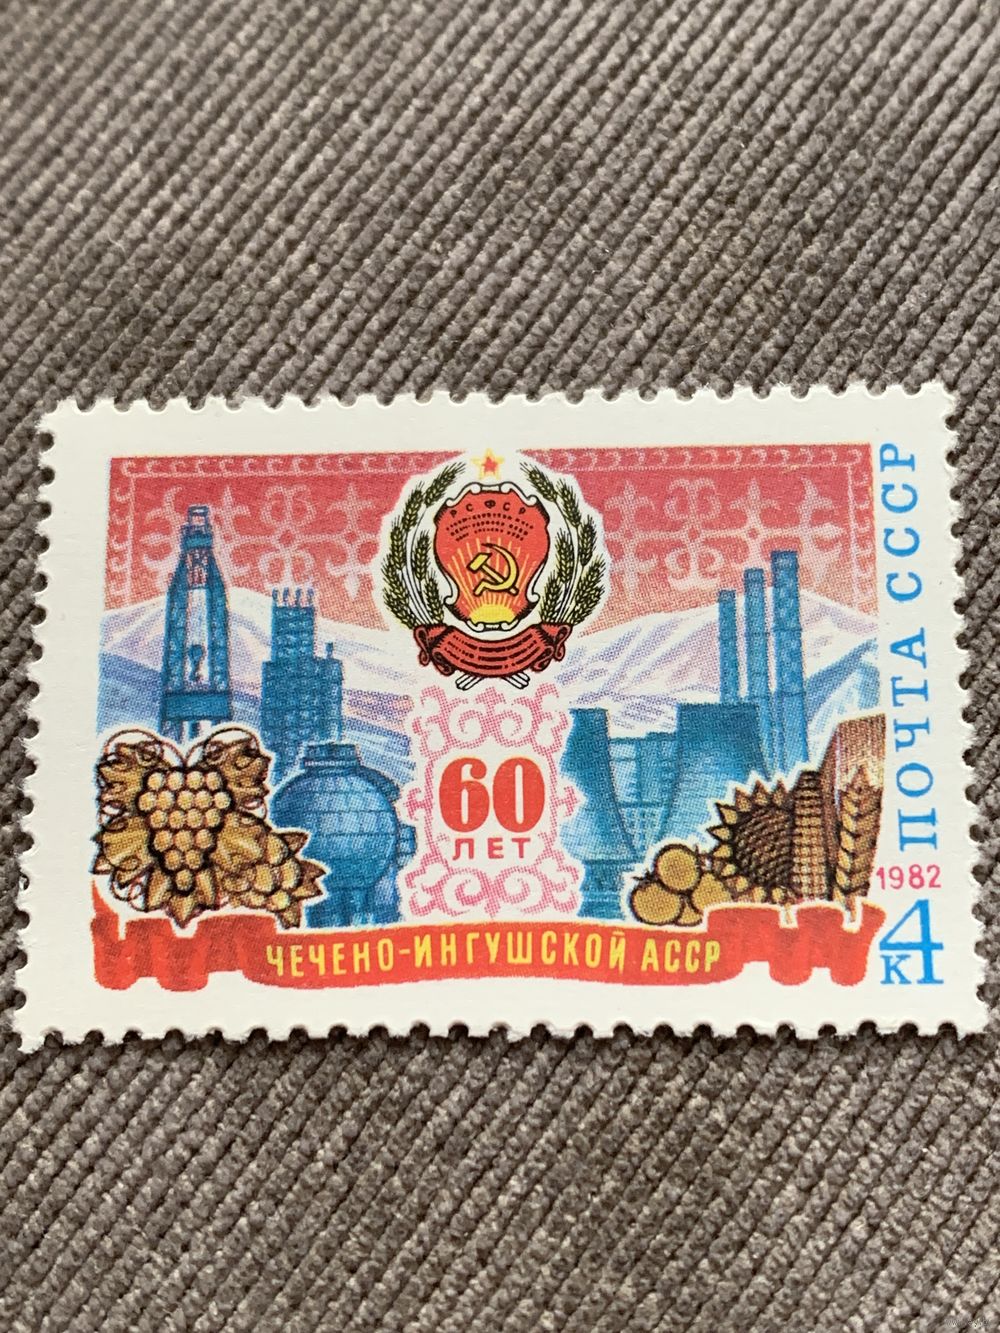 РСФСР
60
ЛЕТ
ЧЕЧЕНО-ИНГУШСКОЙ АССР
ПОЧТА СССР
1982
4
К